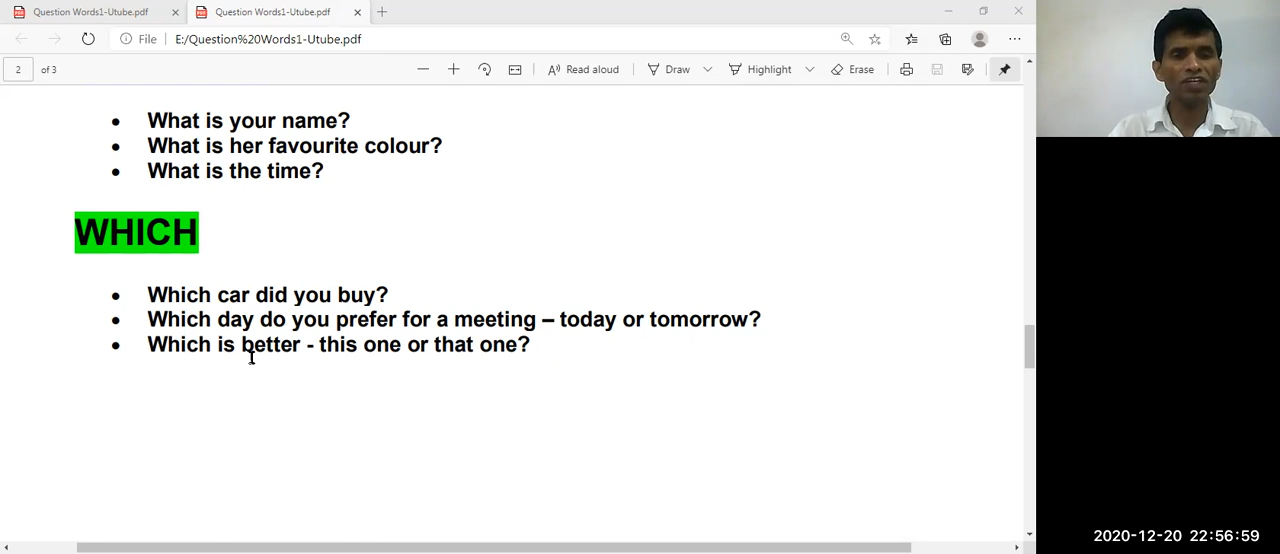 Question Words1-Utube.pdf
Question Words1-Utube.pdf
File E:/Question%20Words1-Utube.pdf
2 of 3
Read aloud Draw Highlight Erase
• What is your name?
• What is her favourite colour?
• What is the time?
WHICH
• Which car did you buy?
• Which day do you prefer for a meeting – today or tomorrow?
• Which is better - this one or that one?
2020-12-20 22:56:59